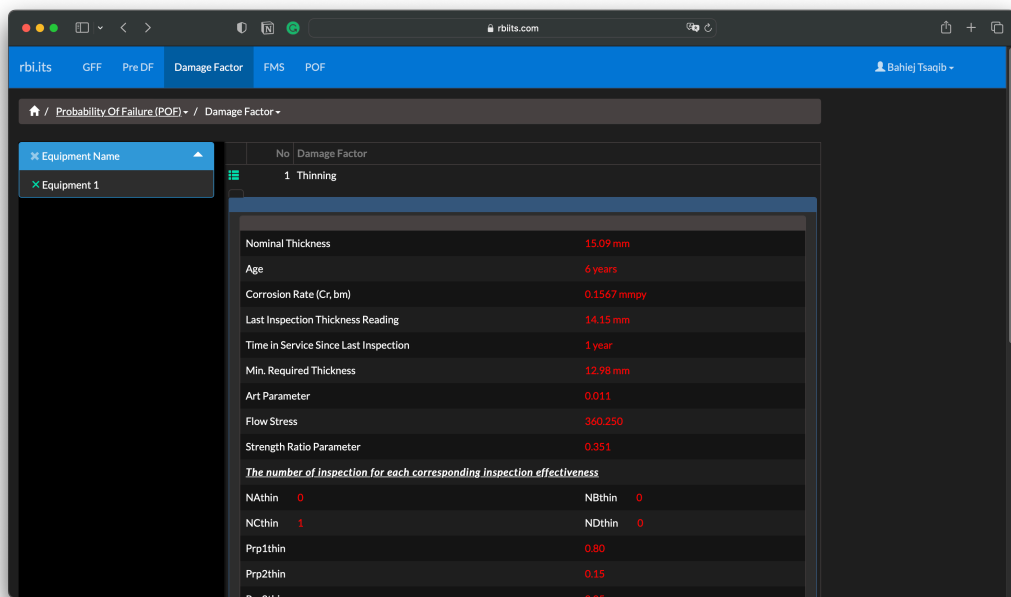 rbiits.com
rbi.its GFF Pre DF Damage Factor FMS POF Bahiej Tsaqib
/ Probability Of Failure (POF) / Damage Factor
Equipment Name
Equipment 1
No Damage Factor
1 Thinning
Nominal Thickness 15.09 mm
Age 6 years
Corrosion Rate (Cr, bm) 0.1567 mmpy
Last Inspection Thickness Reading 14.15 mm
Time in Service Since Last Inspection 1 year
Min. Required Thickness 12.98 mm
Art Parameter 0.011
Flow Stress 360.250
Strength Ratio Parameter 0.351
The number of inspection for each corresponding inspection effectiveness
NAthin 0 NBthin 0
NCthin 1 NDthin 0
Prp1thin 0.80
Prp2thin 0.15